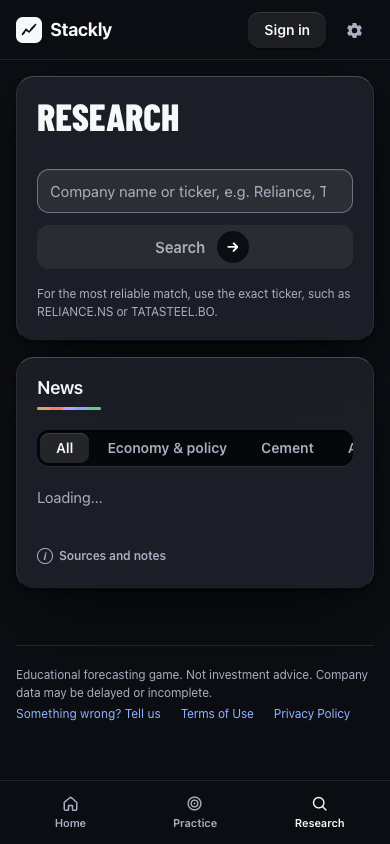 Stackly
Sign in
RESEARCH
Company name or ticker, e.g. Reliance, T
Search
For the most reliable match, use the exact ticker, such as
RELIANCE.NS or TATASTEEL.BO.
News
All
Economy & policy
Cement
Loading...
Sources and notes
Educational forecasting game. Not investment advice. Company
data may be delayed or incomplete.
Something wrong? Tell us
Terms of Use
Privacy Policy
Home
Practice
Research